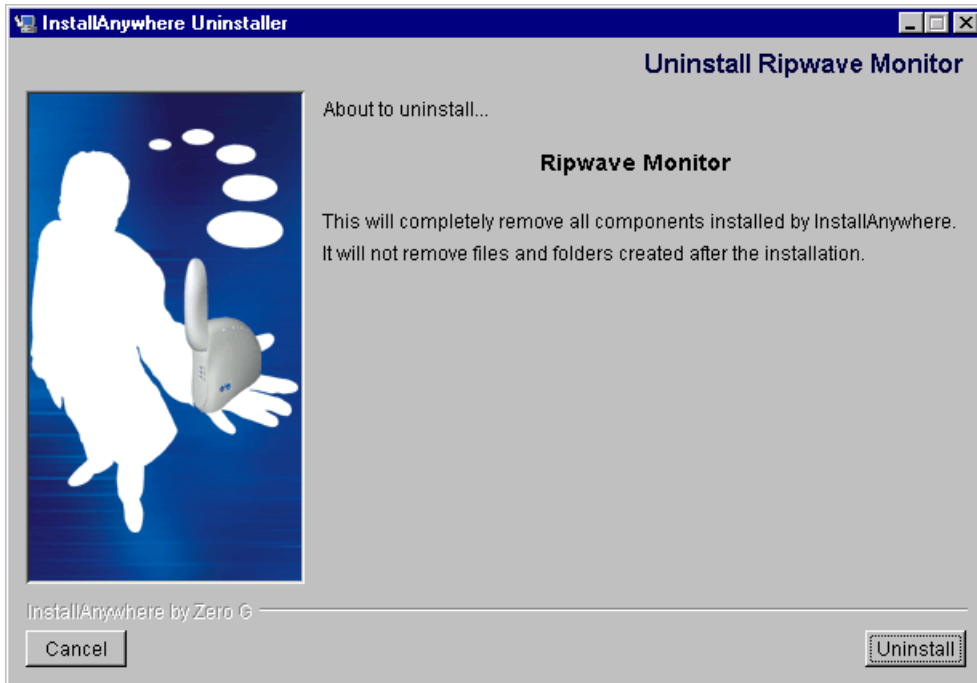 InstallAnywhere Uninstaller
Uninstall Ripwave Monitor
About to uninstall...
Ripwave Monitor
This will completely remove all components installed by InstallAnywhere.
It will not remove files and folders created after the installation.
InstallAnywhere by Zero G
Cancel
Uninstall